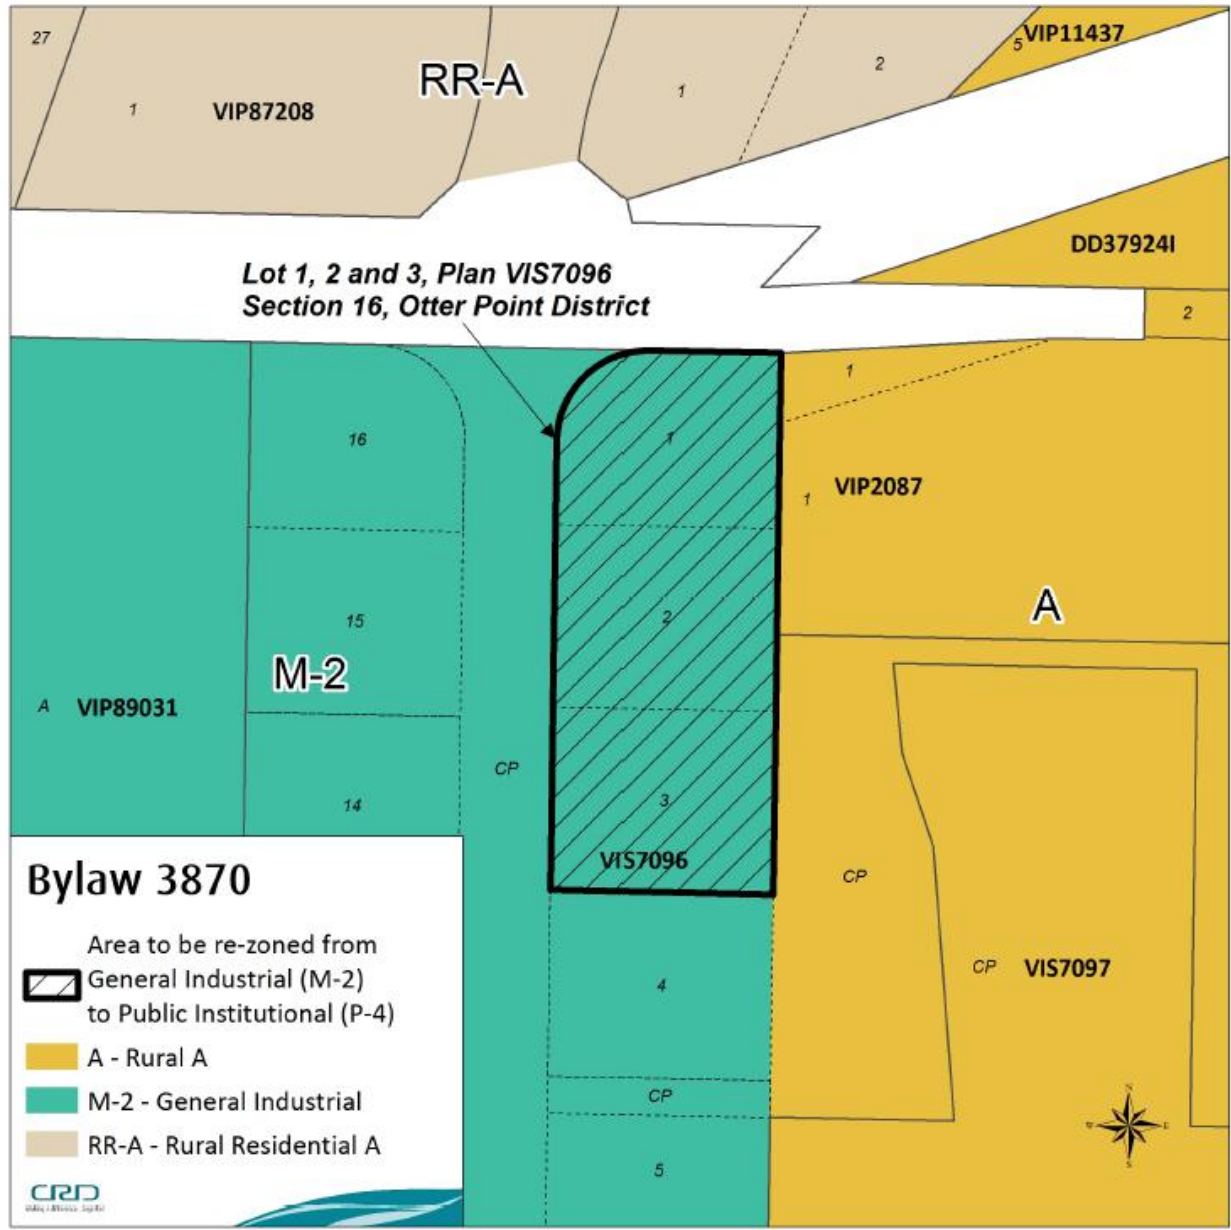 27
1
VIP87208
RR-A
1
2
5
VIP11437
DD37924I
2
Lot 1, 2 and 3, Plan VIS7096
Section 16, Otter Point District
1
16
1
1
VIP2087
15
2
A
M-2
A
VIP89031
CP
14
3
VIS7096
CP
CP
VIS7097
4
CP
5
Bylaw 3870
Area to be re-zoned from
General Industrial (M-2)
to Public Institutional (P-4)
A - Rural A
M-2 - General Industrial
RR-A - Rural Residential A
CRD
N
W
E
S